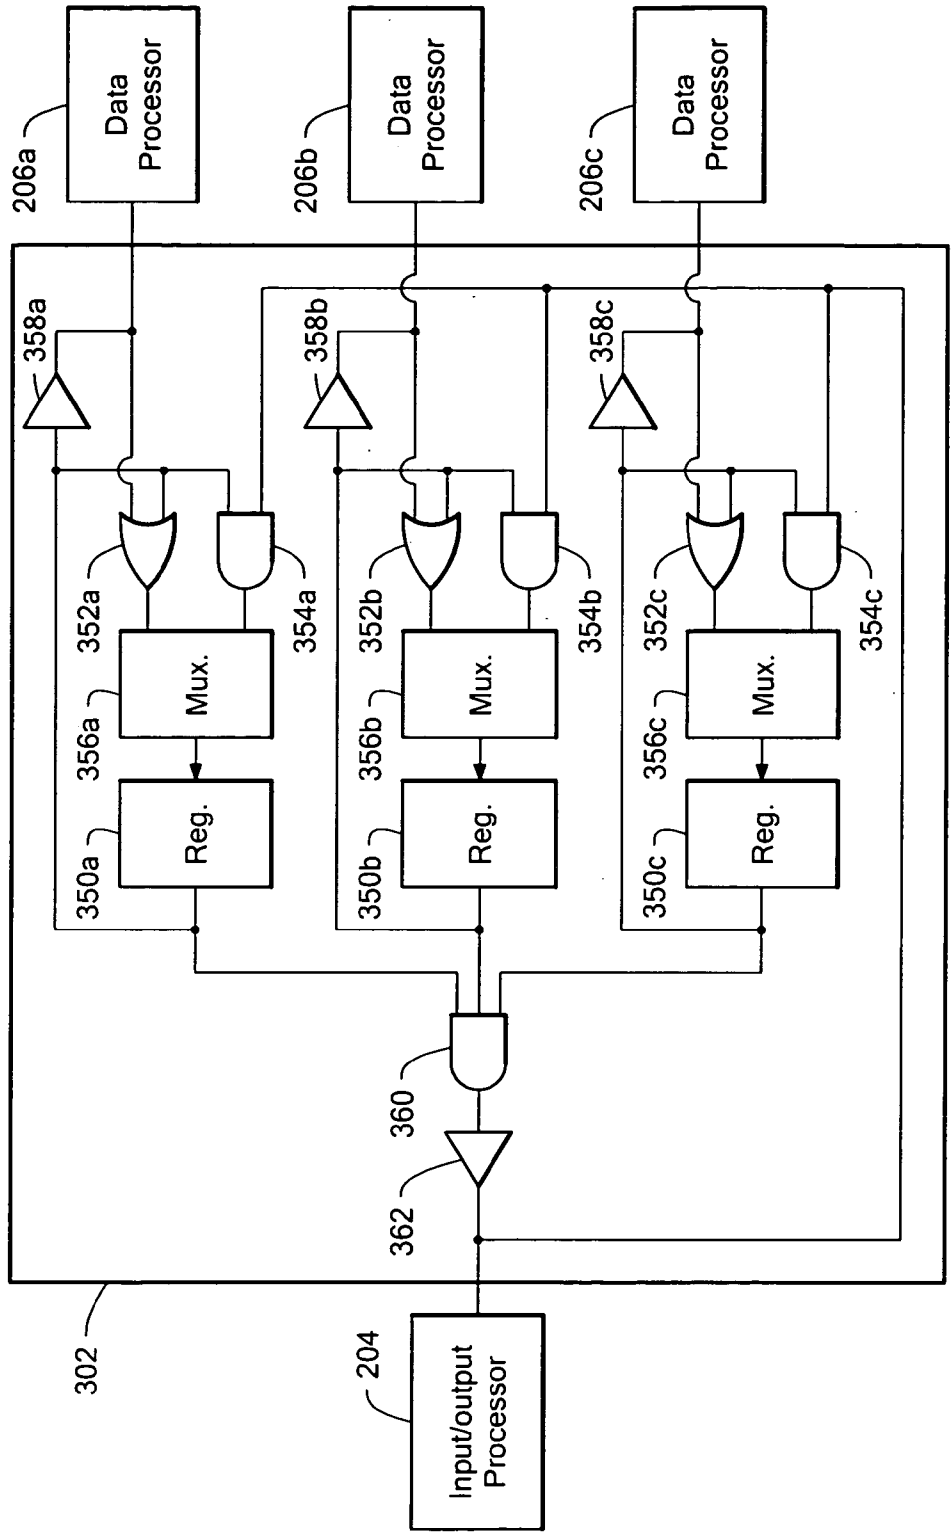 302
204
Input/output
Processor
362
360
350a
Reg.
356a
Mux.
352a
354a
358a
206a
Data
Processor
350b
Reg.
356b
Mux.
352b
354b
358b
206b
Data
Processor
350c
Reg.
356c
Mux.
352c
354c
358c
206c
Data
Processor